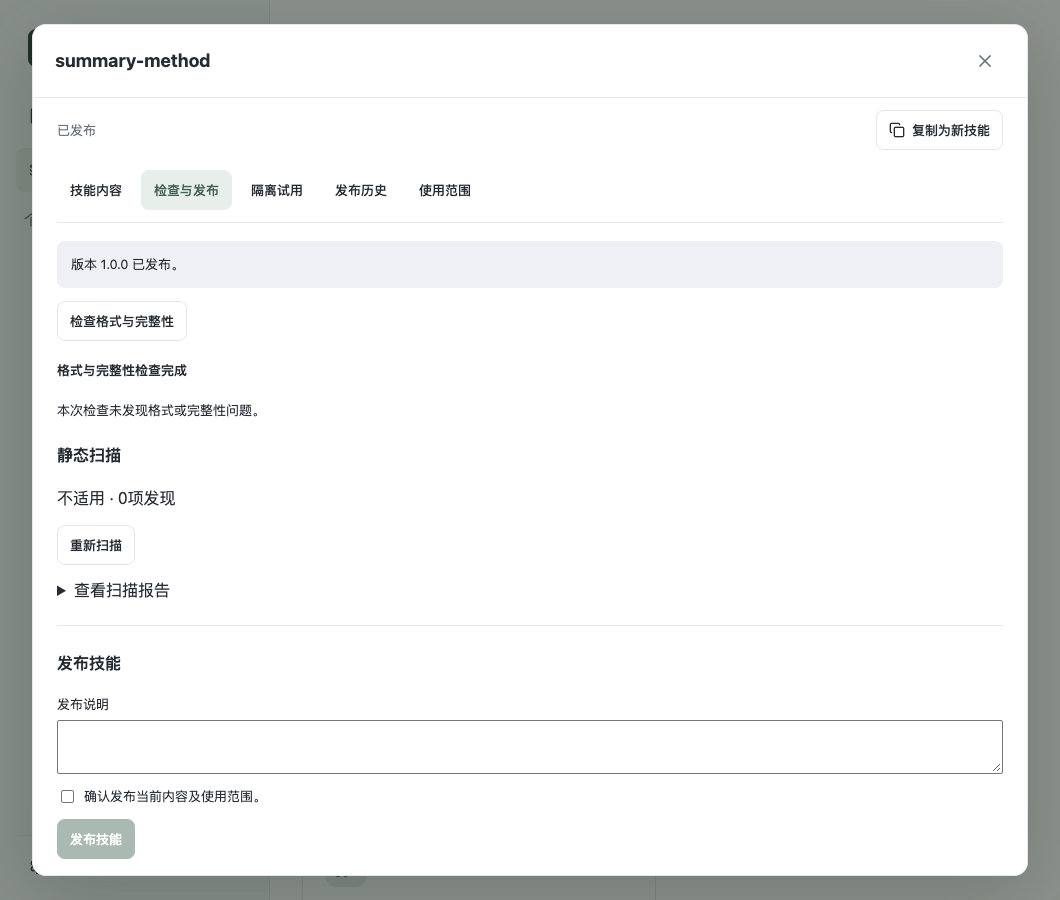 summary-method
已发布
复制为新技能
技能内容
检查与发布
隔离试用
发布历史
使用范围
版本 1.0.0 已发布。
检查格式与完整性
格式与完整性检查完成
本次检查未发现格式或完整性问题。
静态扫描
不适用 · 0项发现
重新扫描
查看扫描报告
发布技能
发布说明
确认发布当前内容及使用范围。
发布技能